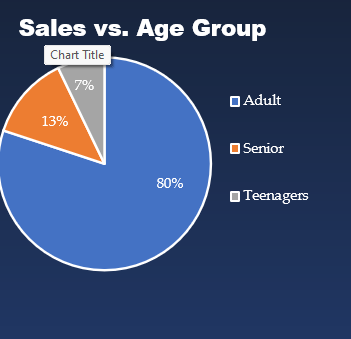 Sales vs. Age Group
Chart Title
7%
13%
80%
Adult
Senior
Teenagers